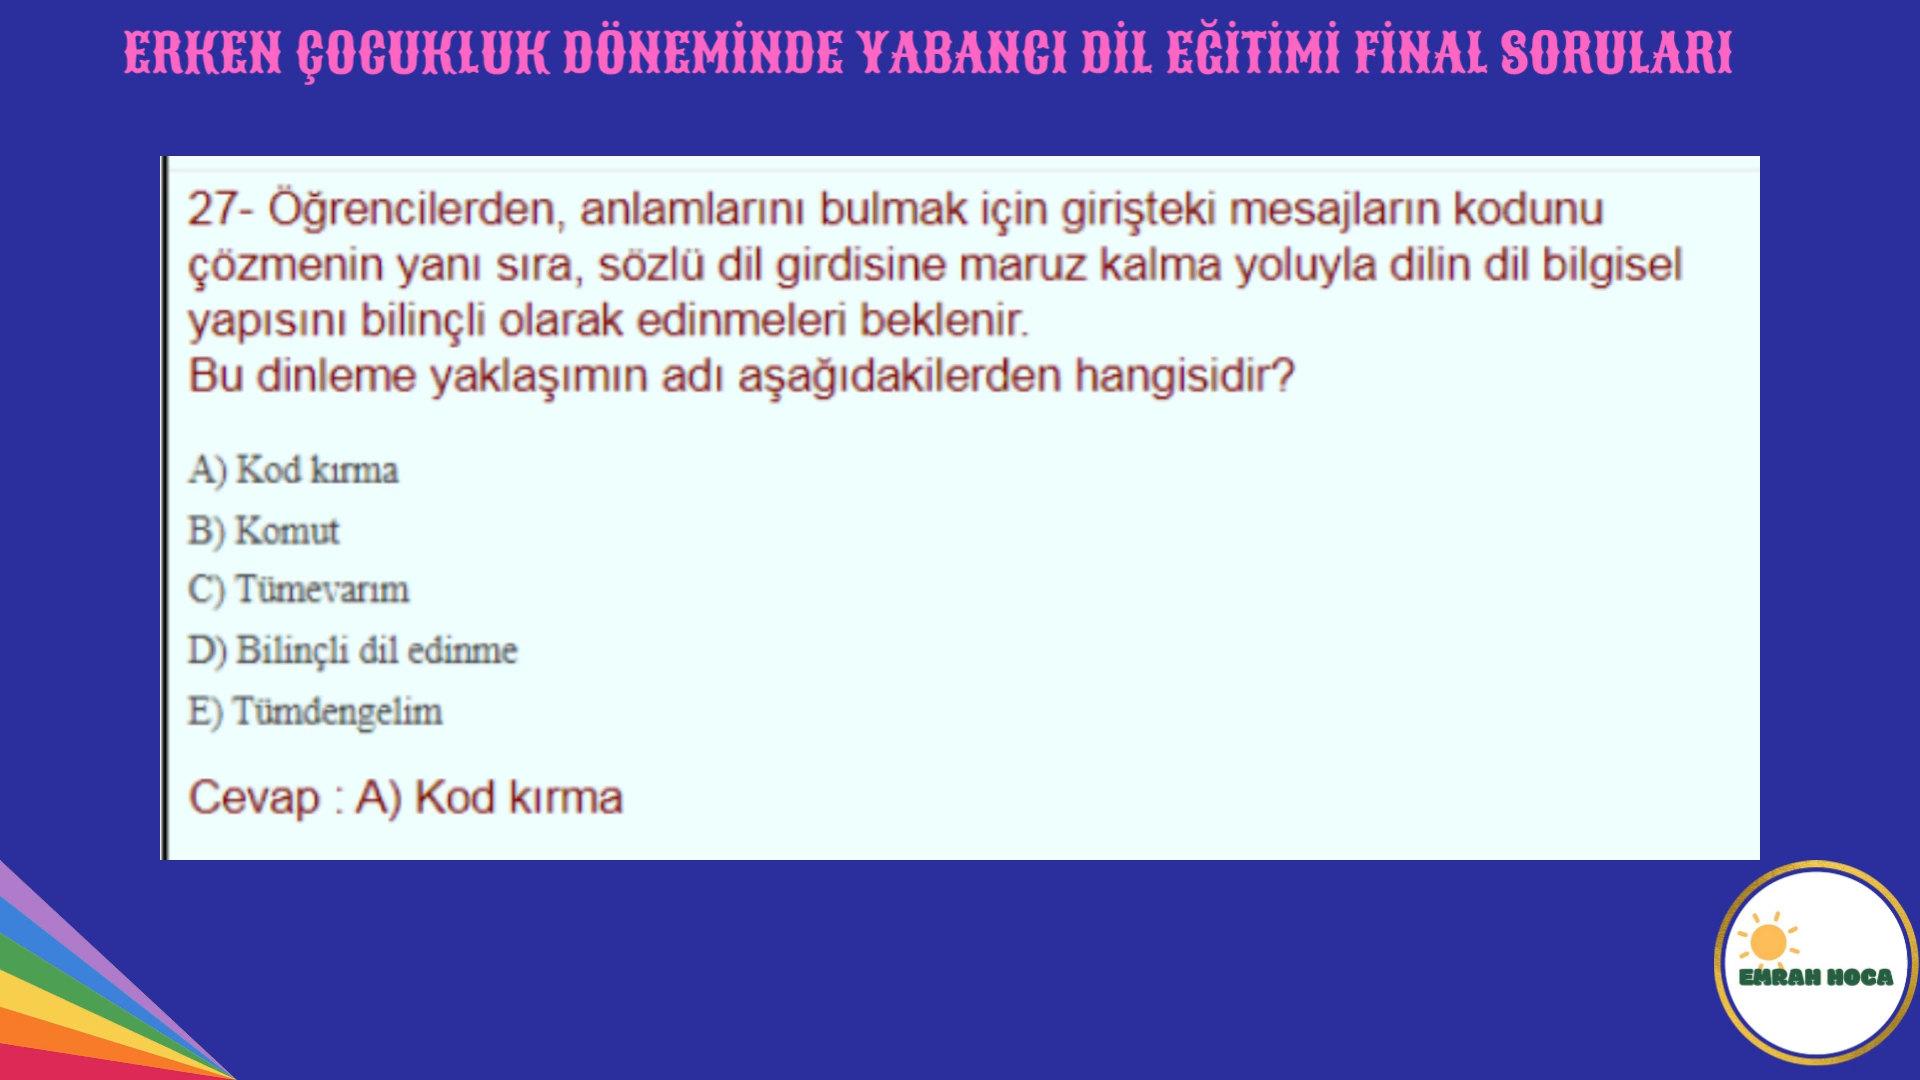 ERKEN ÇOCUKLUK DÖNEMİNDE YABANCI DİL EĞİTİMİ FİNAL SORULARI
27- Öğrencilerden, anlamlarını bulmak için girişteki mesajların kodunu
çözmenin yanı sıra, sözlü dil girdisine maruz kalma yoluyla dilin dil bilgisel
yapısını bilinçli olarak edinmeleri beklenir.
Bu dinleme yaklaşımın adı aşağıdakilerden hangisidir?
A) Kod kırma
B) Komut
C) Tümevarım
D) Bilinçli dil edinme
E) Tümdengelim
Cevap : A) Kod kırma
EMRAH HOCA